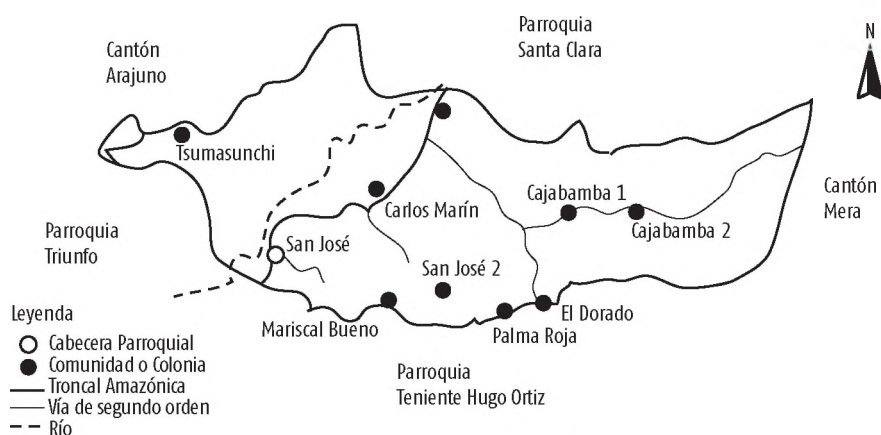 Parroquia
Santa Clara
N
Cantón
Arajuno
Tsumasunchi
Cajabamba 1
Cantón
Mera
Carlos Marín
Cajabamba 2
Parroquia
Triunfo
San José
San José 2
Leyenda
El Dorado
Mariscal Bueno
Palma Roja
Cabecera Parroquial
Comunidad o Colonia
Parroquia
Teniente Hugo Ortiz
Troncal Amazónica
Vía de segundo orden
Río